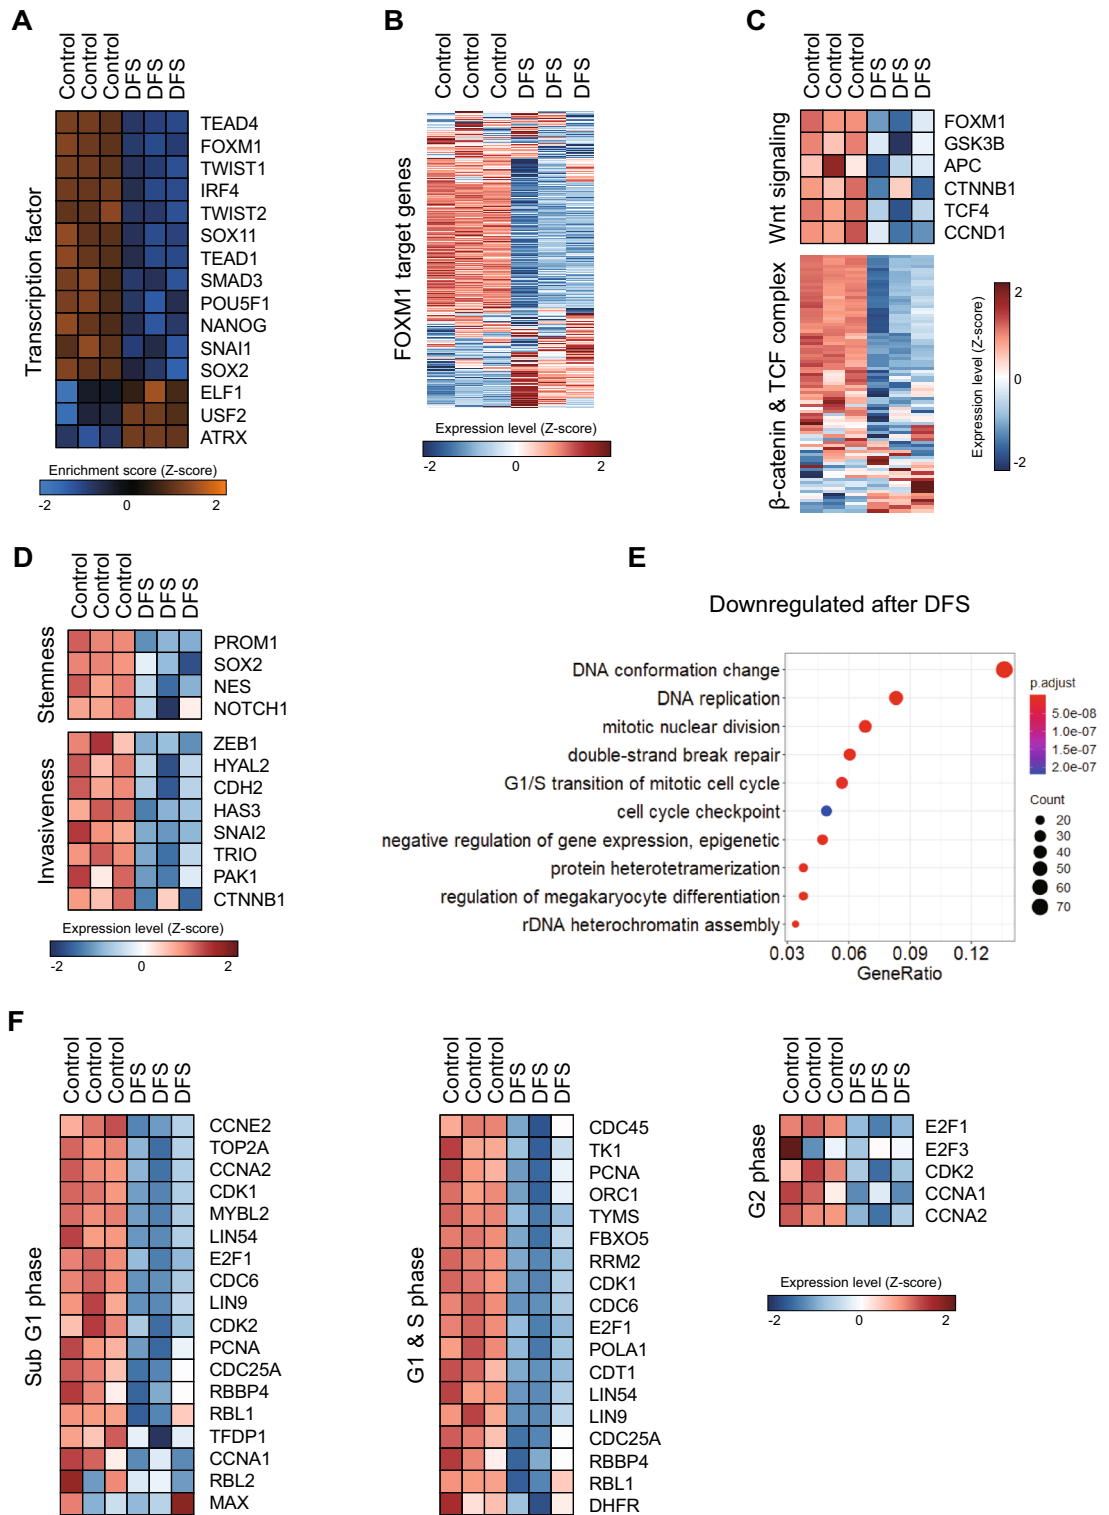 A
Control
Control
Control
DFS
DFS
DFS
Transcription factor
TEAD4
FOXM1
TWIST1
IRF4
TWIST2
SOX11
TEAD1
SMAD3
POU5F1
NANOG
SNAI1
SOX2
ELF1
USF2
ATRX
Enrichment score (Z-score)
-2 0 2
B
Control
Control
Control
DFS
DFS
DFS
FOXM1 target genes
Expression level (Z-score)
-2 0 2
C
Control
Control
Control
DFS
DFS
DFS
Wnt signaling
FOXM1
GSK3B
APC
CTNNB1
TCF4
CCND1
β-catenin & TCF complex
Expression level (Z-score)
2
0
-2
D
Control
Control
Control
DFS
DFS
DFS
Stemness
PROM1
SOX2
NES
NOTCH1
Invasiveness
ZEB1
HYAL2
CDH2
HAS3
SNAI2
TRIO
PAK1
CTNNB1
Expression level (Z-score)
-2 0 2
E
Downregulated after DFS
DNA conformation change
DNA replication
mitotic nuclear division
double-strand break repair
G1/S transition of mitotic cell cycle
cell cycle checkpoint
negative regulation of gene expression, epigenetic
protein heterotetramerization
regulation of megakaryocyte differentiation
rDNA heterochromatin assembly
0.03 0.06 0.09 0.12
GeneRatio
p.adjust
5.0e-08
1.0e-07
1.5e-07
2.0e-07
Count
20
30
40
50
60
70
F
Control
Control
Control
DFS
DFS
DFS
Sub G1 phase
CCNE2
TOP2A
CCNA2
CDK1
MYBL2
LIN54
E2F1
CDC6
LIN9
CDK2
PCNA
CDC25A
RBBP4
RBL1
TFDP1
CCNA1
RBL2
MAX
Control
Control
Control
DFS
DFS
DFS
G1 & S phase
CDC45
TK1
PCNA
ORC1
TYMS
FBXO5
RRM2
CDK1
CDC6
E2F1
POLA1
CDT1
LIN54
LIN9
CDC25A
RBBP4
RBL1
DHFR
Control
Control
Control
DFS
DFS
DFS
G2 phase
E2F1
E2F3
CDK2
CCNA1
CCNA2
Expression level (Z-score)
-2 0 2